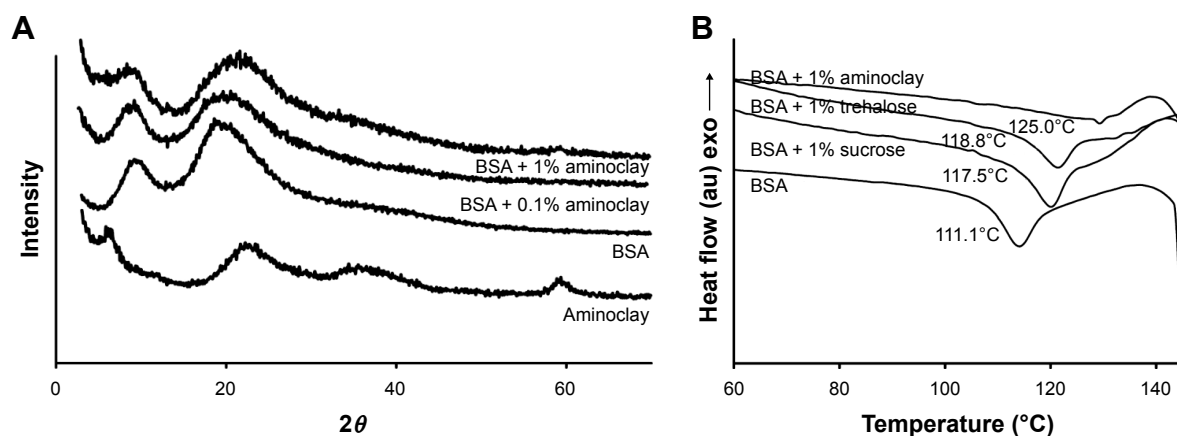 A
Intensity
BSA + 1% aminoclay
BSA + 0.1% aminoclay
BSA
Aminoclay
0
20
40
60
2θ
B
Heat flow (au) exo →
BSA + 1% aminoclay
BSA + 1% trehalose
125.0°C
118.8°C
BSA + 1% sucrose
117.5°C
BSA
111.1°C
60
80
100
120
140
Temperature (°C)